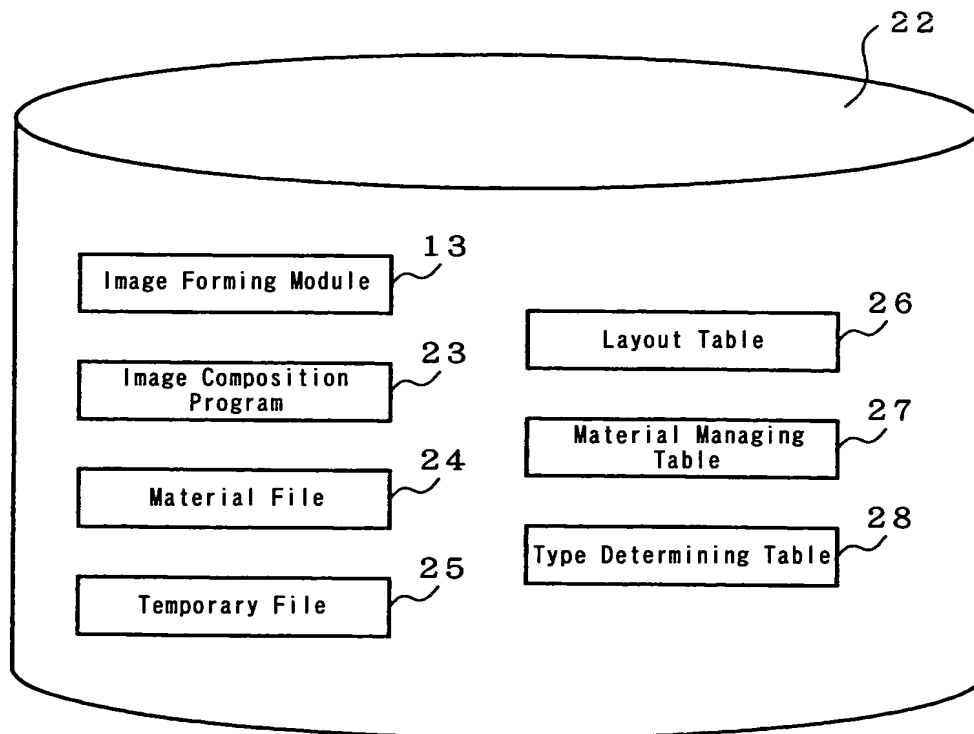 22
13
Image Forming Module
23
Image Composition
Program
24
Material File
25
Temporary File
26
Layout Table
27
Material Managing
Table
28
Type Determining Table